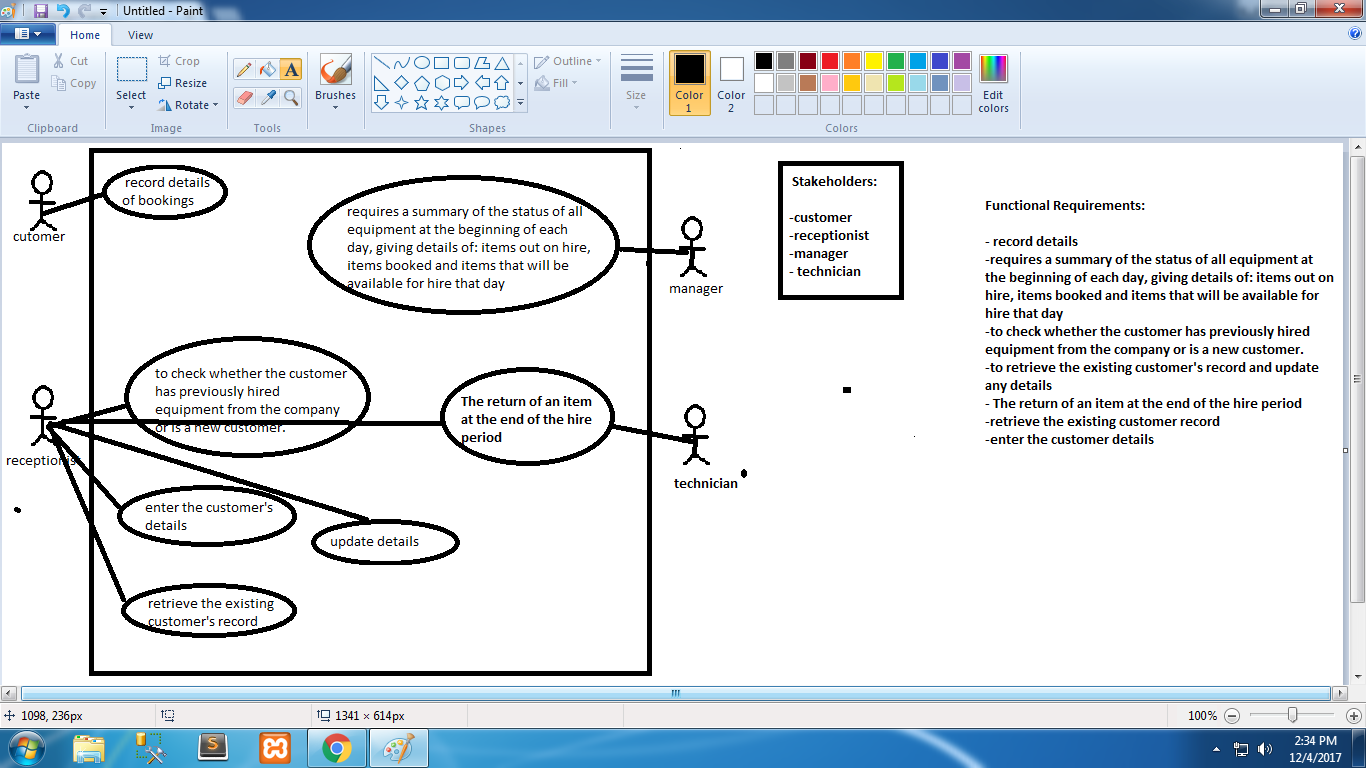 Untitled - Paint
Home
View
Paste
Cut
Copy
Clipboard
Select
Crop
Resize
Rotate
Image
A
Tools
Brushes
Shapes
Outline
Fill
Size
Color
1
Color
2
Edit
colors
Colors
cutomer
record details
of bookings
requires a summary of the status of all
equipment at the beginning of each
day, giving details of: items out on hire,
items booked and items that will be
available for hire that day
manager
Stakeholders:
-customer
-receptionist
-manager
- technician
Functional Requirements:
- record details
-requires a summary of the status of all equipment at
the beginning of each day, giving details of: items out on
hire, items booked and items that will be available for
hire that day
-to check whether the customer has previously hired
equipment from the company or is a new customer.
-to retrieve the existing customer's record and update
any details
- The return of an item at the end of the hire period
-retrieve the existing customer record
-enter the customer details
receptionist
to check whether the customer
has previously hired
equipment from the company
or is a new customer.
The return of an item
at the end of the hire
period
technician
enter the customer's
details
update details
retrieve the existing
customer's record
1098, 236px
1341 × 614px
100%
S
2:34 PM
12/4/2017